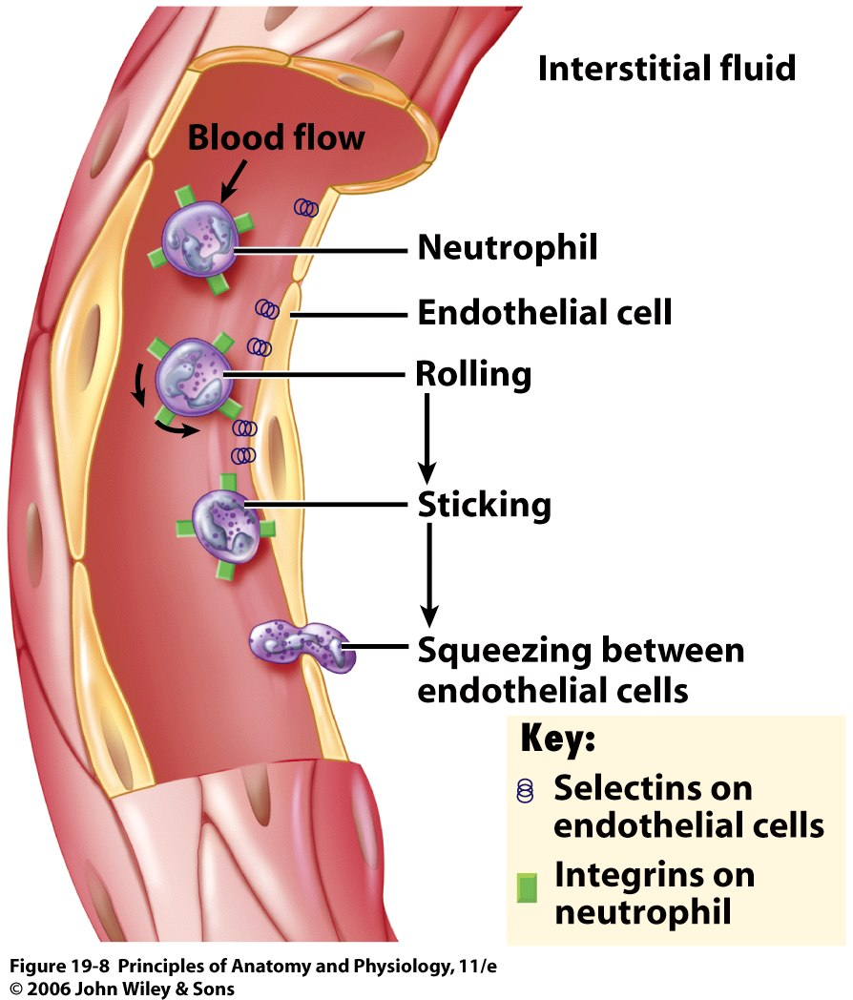 Interstitial fluid
Blood flow
Neutrophil
Endothelial cell
Rolling
Sticking
Squeezing between
endothelial cells
Key:
Selectins on
endothelial cells
Integrins on
neutrophil
Figure 19-8 Principles of Anatomy and Physiology, 11/e
© 2006 John Wiley & Sons